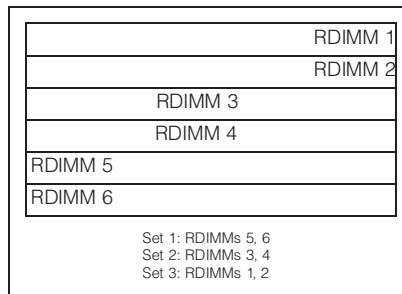 RDIMM 1
RDIMM 2
RDIMM 3
RDIMM 4
RDIMM 5
RDIMM 6
Set 1: RDIMMs 5, 6
Set 2: RDIMMs 3, 4
Set 3: RDIMMs 1, 2